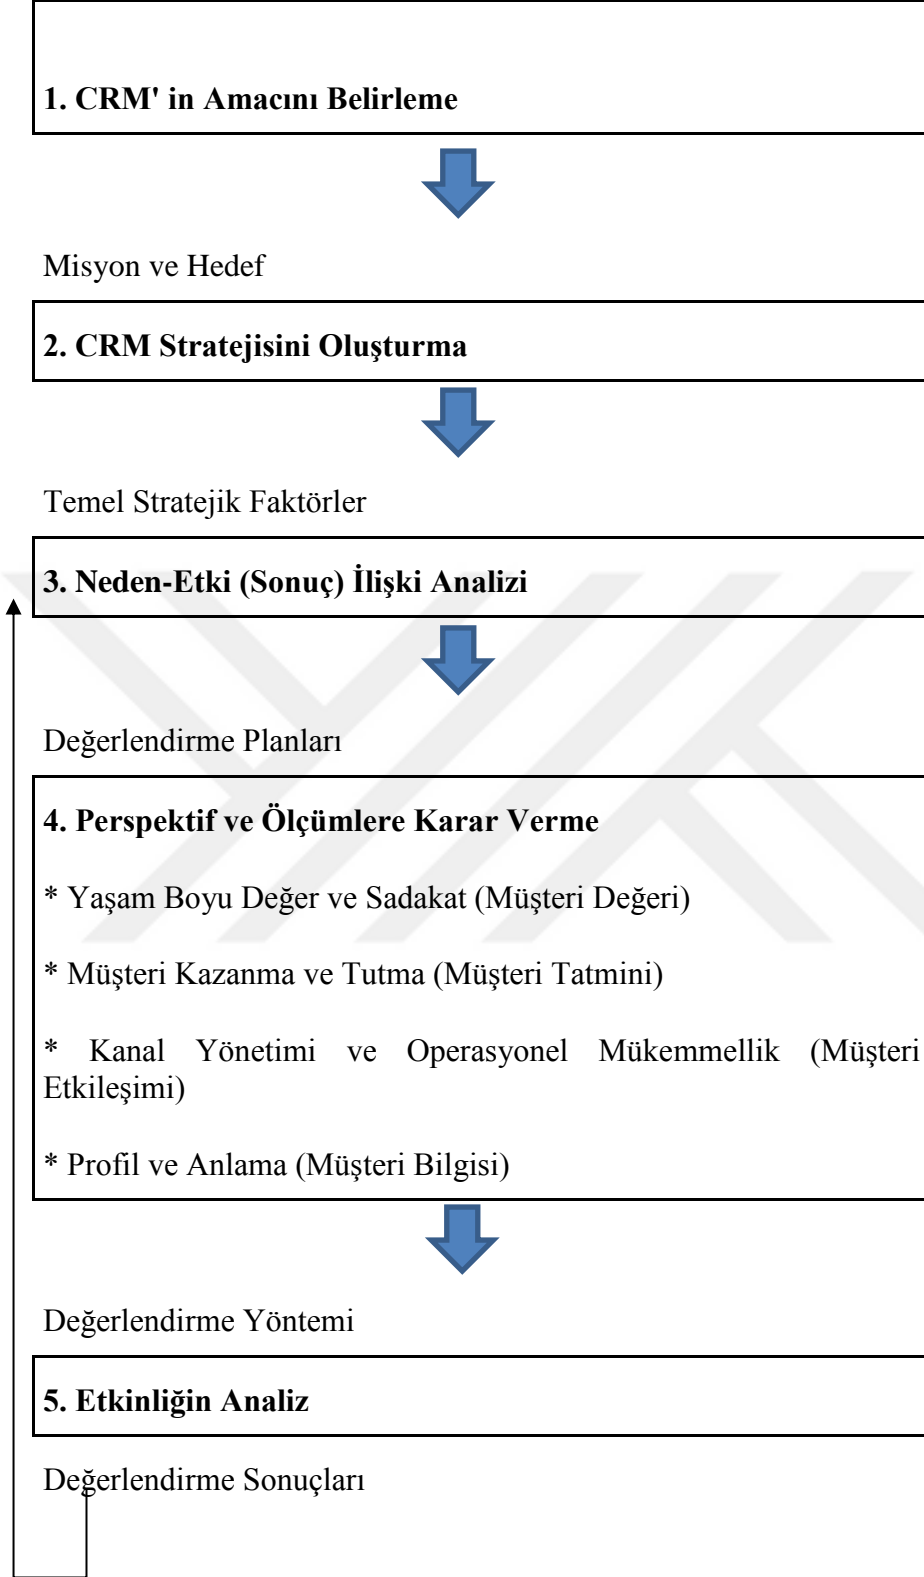 1. CRM' in Amacını Belirleme
Misyon ve Hedef
2. CRM Stratejisini Oluşturma
Temel Stratejik Faktörler
3. Neden-Etki (Sonuç) İlişki Analizi
Değerlendirme Planları
4. Perspektif ve Ölçümlere Karar Verme
* Yaşam Boyu Değer ve Sadakat (Müşteri Değeri)
* Müşteri Kazanma ve Tutma (Müşteri Tatmini)
* Kanal Yönetimi ve Operasyonel Mükemmellik (Müşteri
Etkileşimi)
* Profil ve Anlama (Müşteri Bilgisi)
Değerlendirme Yöntemi
5. Etkinliğin Analiz
Değerlendirme Sonuçları